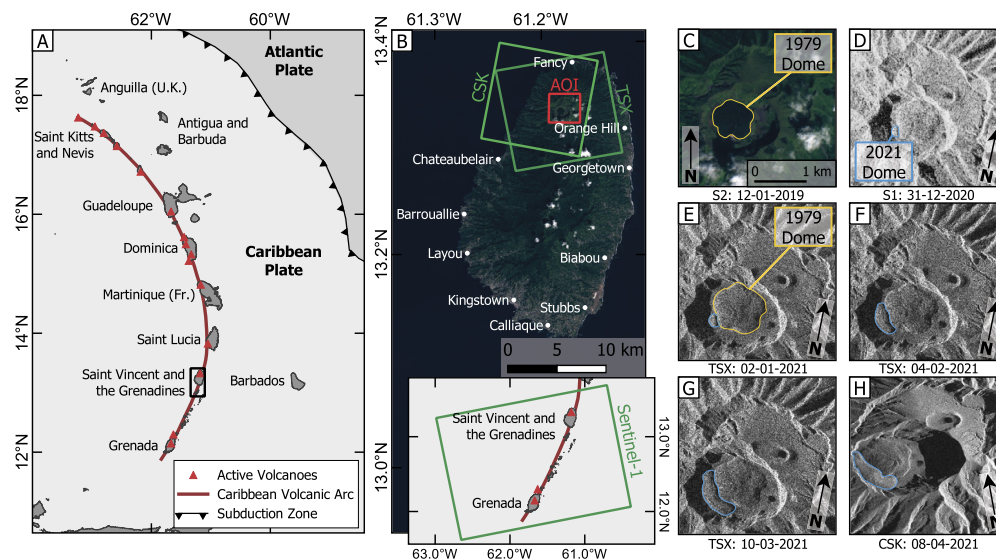 62°W
60°W
A
Atlantic
Plate
18°N
Anguilla (U.K.)
Antigua and
Barbuda
Saint Kitts
and Nevis
16°N
Guadeloupe
Dominica
Caribbean
Plate
Martinique (Fr.)
14°N
Saint Lucia
Saint Vincent and
the Grenadines
Barbados
12°N
Grenada
Active Volcanoes
Caribbean Volcanic Arc
Subduction Zone
61.3°W
61.2°W
B
13.4°N
Fancy
CSK
AOI
TSX
Orange Hill
Chateaubelair
Georgetown
Barrouallie
13.2°N
Layou
Biabou
Kingstown
Stubbs
Calliaque
0
5
10 km
13.0°N
Saint Vincent and
the Grenadines
Sentinel-1
Grenada
13.0°N
12.0°N
63.0°W
62.0°W
61.0°W
C
1979
Dome
N
0
1 km
S2: 12-01-2019
D
2021
Dome
N
S1: 31-12-2020
E
1979
Dome
N
TSX: 02-01-2021
F
N
TSX: 04-02-2021
G
N
TSX: 10-03-2021
H
N
CSK: 08-04-2021